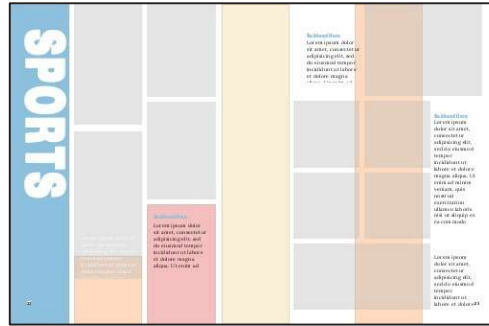 SPORTS
Subheadline
Lorem ipsum dolor
sit amet, consectetur
adipisicing elit, sed
do eiusmod tempor
incididunt ut labore
et dolore magna
aliqua. Ut enim ad
Subheadline
Lorem ipsum dolor
sit amet, consectetur
adipisicing elit, sed
do eiusmod tempor
incididunt ut labore
et dolore magna
Subheadline
Lorem ipsum
dolor sit amet,
consectetur
adipisicing elit,
sed do eiusmod
tempor
incididunt ut
labore et dolore
magna aliqua. Ut
enim ad minim
veniam, quis
nostrud
exercitation
ullamco laboris
nisi ut aliquip ex
ea commodo
Lorem ipsum
dolor sit amet,
consectetur
adipisicing elit,
sed do eiusmod
tempor
incididunt ut
labore et dolore